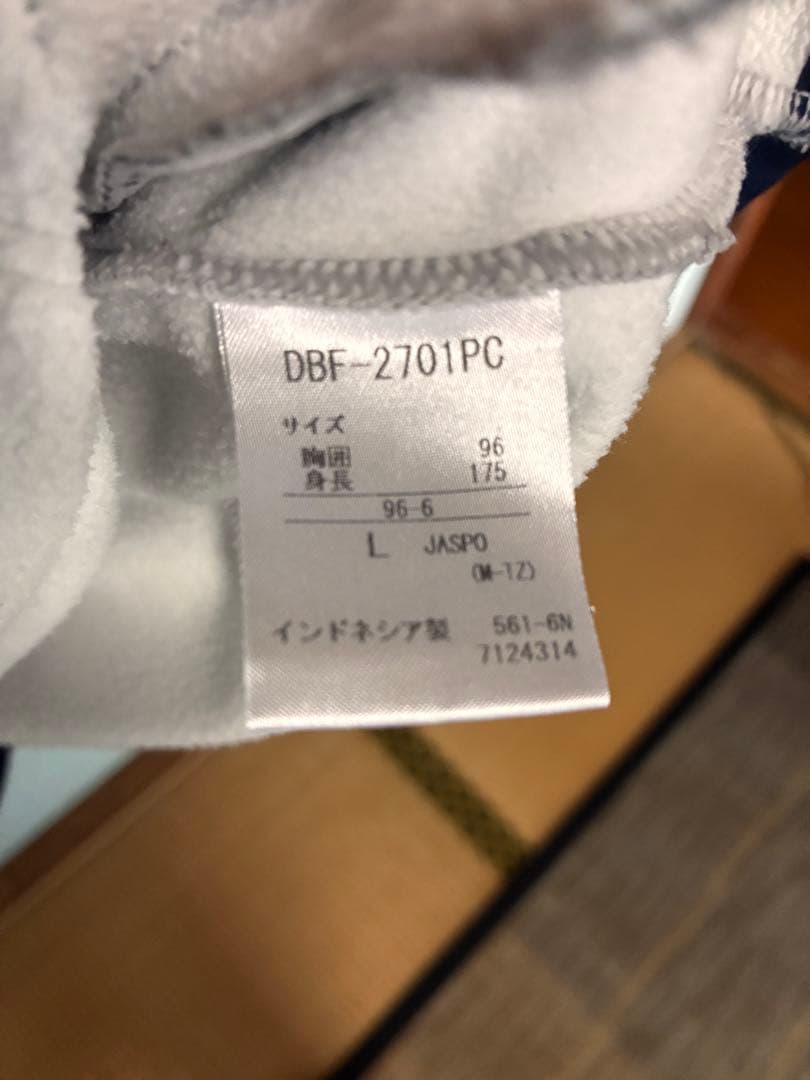 DBF-2701PC
サイズ
胸囲 96
身長 175
96-6
L JASPO
(M-TZ)
インドネシア製 561-6N
7124314